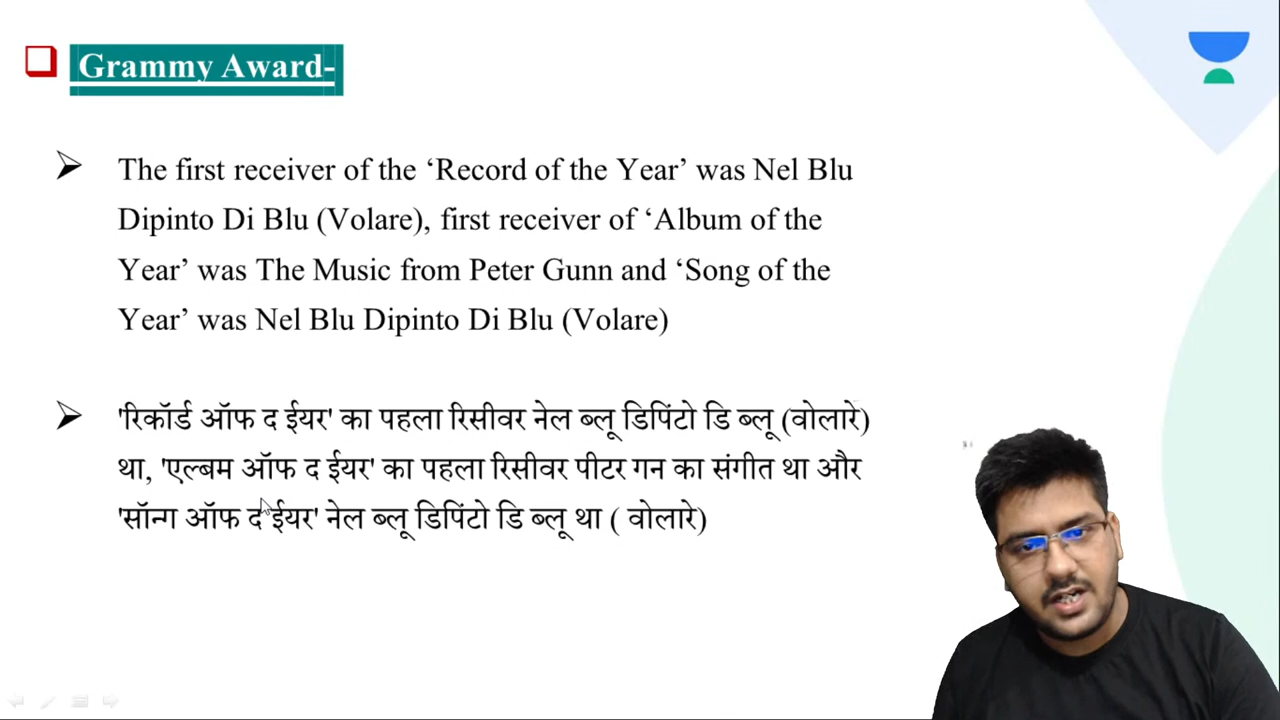 Grammy Award-
The first receiver of the ‘Record of the Year’ was Nel Blu
Dipinto Di Blu (Volare), first receiver of ‘Album of the
Year’ was The Music from Peter Gunn and ‘Song of the
Year’ was Nel Blu Dipinto Di Blu (Volare)
'रिकॉर्ड ऑफ द ईयर' का पहला रिसीवर नेल ब्लू डिपिंटो डि ब्लू (वोलारे)
था, 'एल्बम ऑफ द ईयर' का पहला रिसीवर पीटर गन का संगीत था और
'सॉन्ग ऑफ द ईयर' नेल ब्लू डिपिंटो डि ब्लू था ( वोलारे)